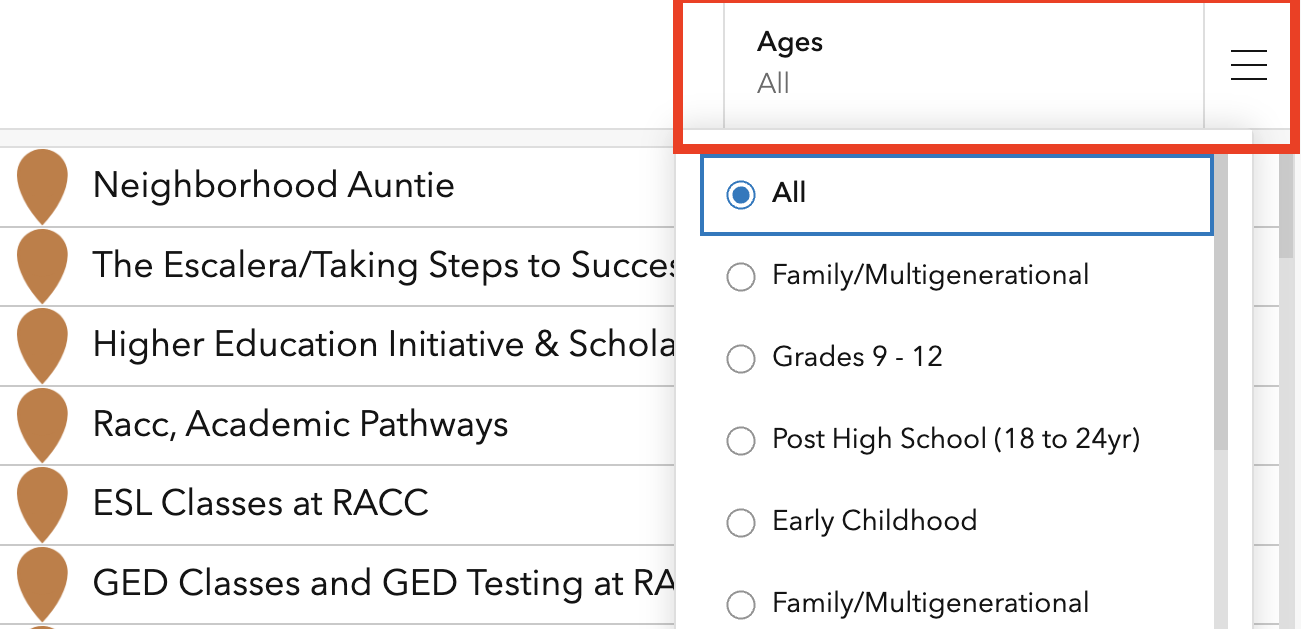 Ages
All
Neighborhood Auntie
The Escalera/Taking Steps to Succes
Higher Education Initiative & Schola
Racc, Academic Pathways
ESL Classes at RACC
GED Classes and GED Testing at RA
All
Family/Multigenerational
Grades 9 - 12
Post High School (18 to 24yr)
Early Childhood
Family/Multigenerational